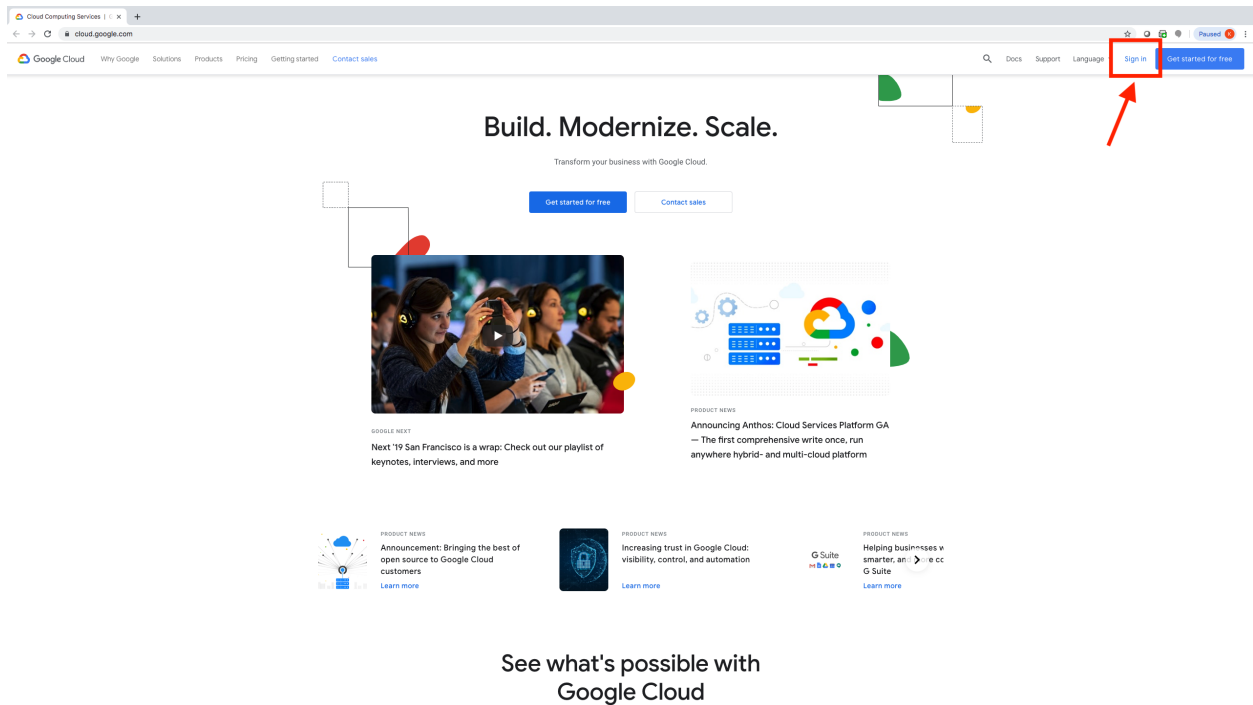 Cloud Computing Services | G
cloud.google.com
Paused K
Google Cloud Why Google Solutions Products Pricing Getting started Contact sales Docs Support Language Sign in Get started for free
Build. Modernize. Scale.
Transform your business with Google Cloud.
Get started for free Contact sales
GOOGLE NEXT
Next '19 San Francisco is a wrap: Check out our playlist of
keynotes, interviews, and more
PRODUCT NEWS
Announcing Anthos: Cloud Services Platform GA
— The first comprehensive write once, run
anywhere hybrid- and multi-cloud platform
PRODUCT NEWS
Announcement: Bringing the best of
open source to Google Cloud
customers
Learn more
PRODUCT NEWS
Increasing trust in Google Cloud:
visibility, control, and automation
Learn more
G Suite
PRODUCT NEWS
Helping businesses w
smarter, and
G Suite
Learn more
See what's possible with
Google Cloud